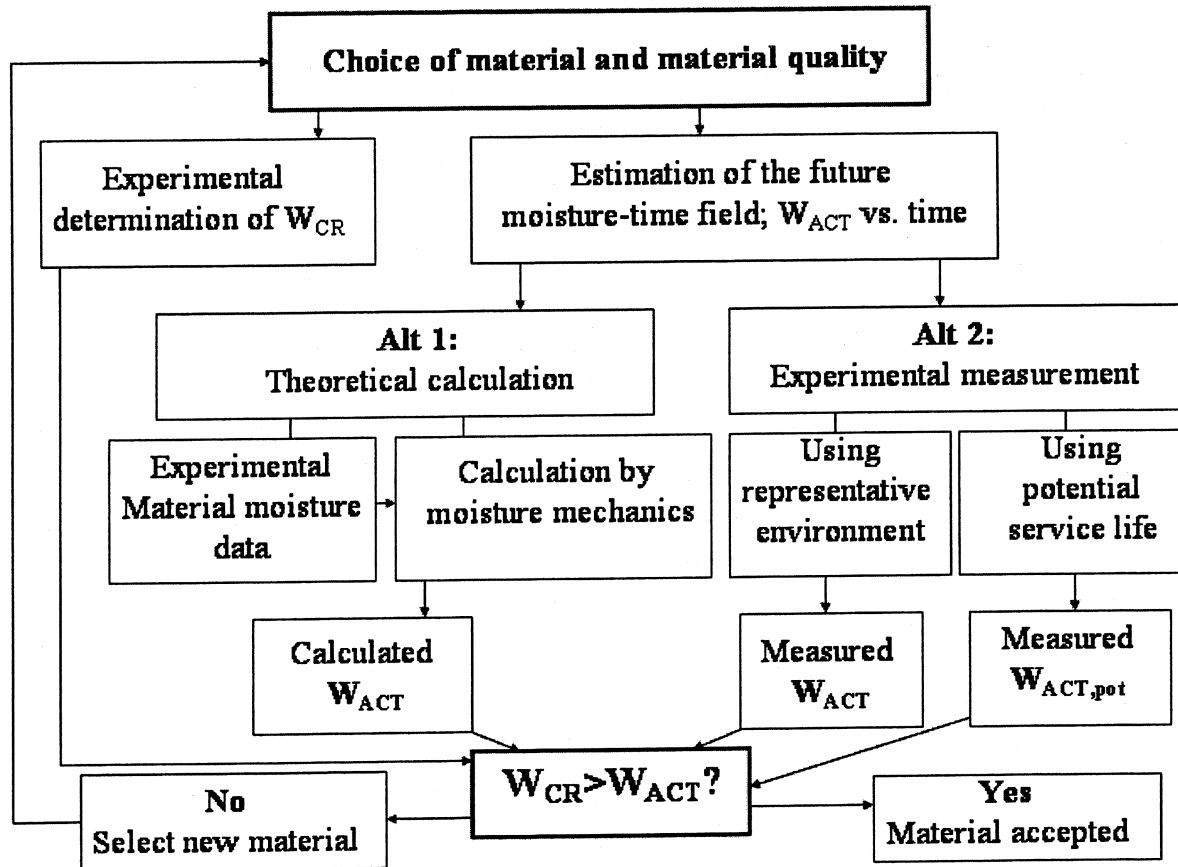 Choice of material and material quality
Experimental
determination of W_CR
Estimation of the future
moisture-time field; W_ACT vs. time
Alt 1:
Theoretical calculation
Alt 2:
Experimental measurement
Experimental
Material moisture
data
Calculation by
moisture mechanics
Using
representative
environment
Using
potential
service life
Calculated
W_ACT
Measured
W_ACT
Measured
W_ACT,pot
W_CR>W_ACT?
No
Select new material
Yes
Material accepted